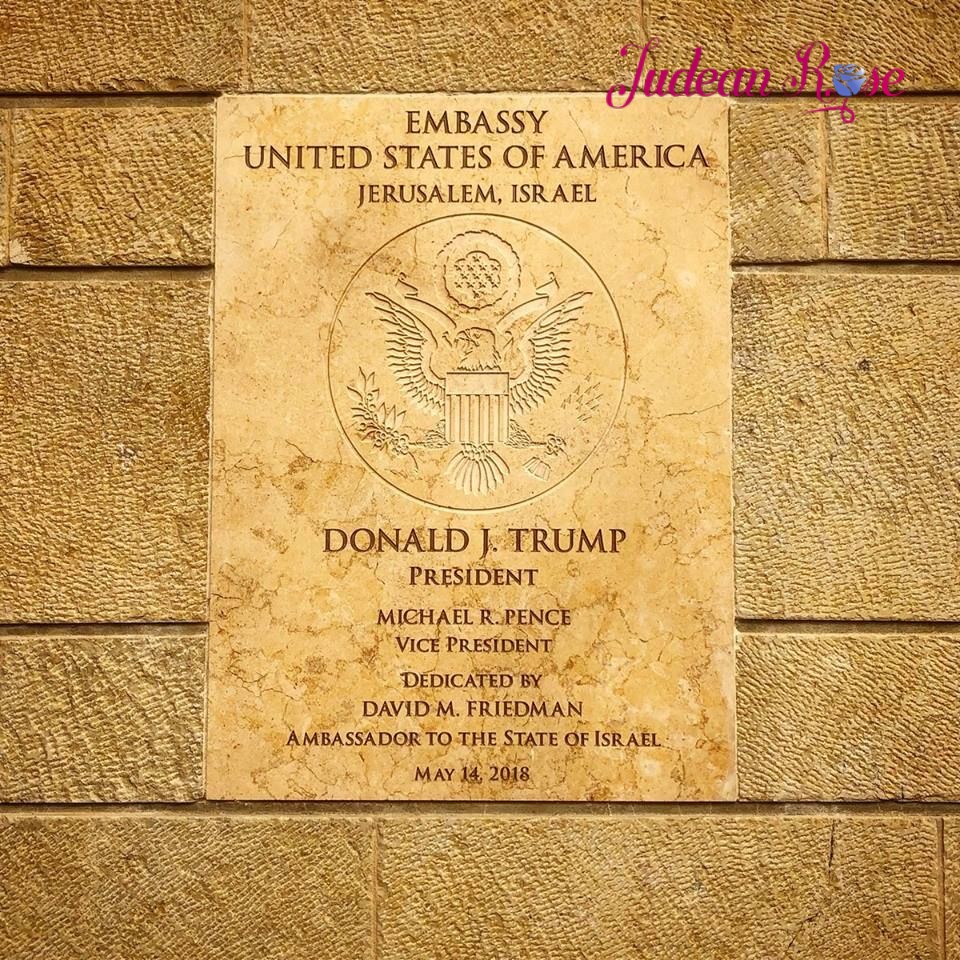 Judean Rose
EMBASSY
UNITED STATES OF AMERICA
JERUSALEM, ISRAEL
DONALD J. TRUMP
PRESIDENT
MICHAEL R. PENCE
VICE PRESIDENT
DEDICATED BY
DAVID M. FRIEDMAN
AMBASSADOR TO THE STATE OF ISRAEL
MAY 14, 2018